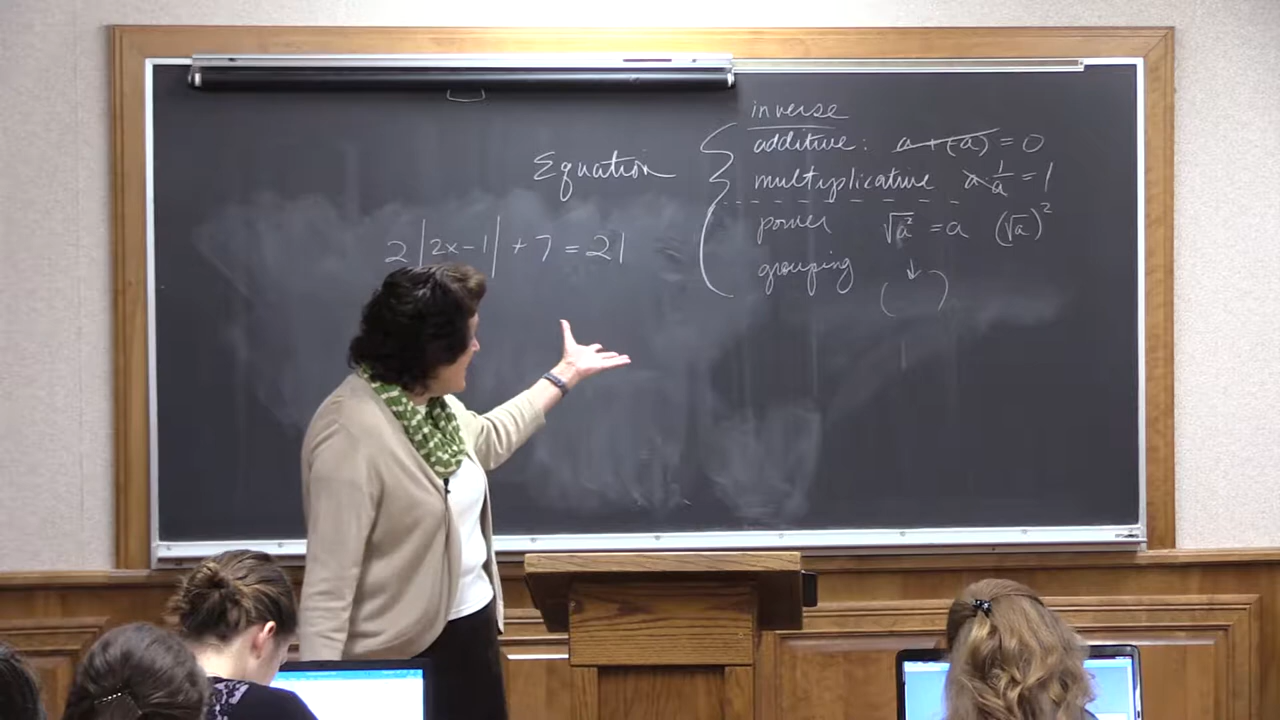 Equation
2|2x-1| + 7 = 21
inverse
additive: a + (-a) = 0
multiplicative a · 1/a = 1
power √a² = a (√a)²
grouping ( )